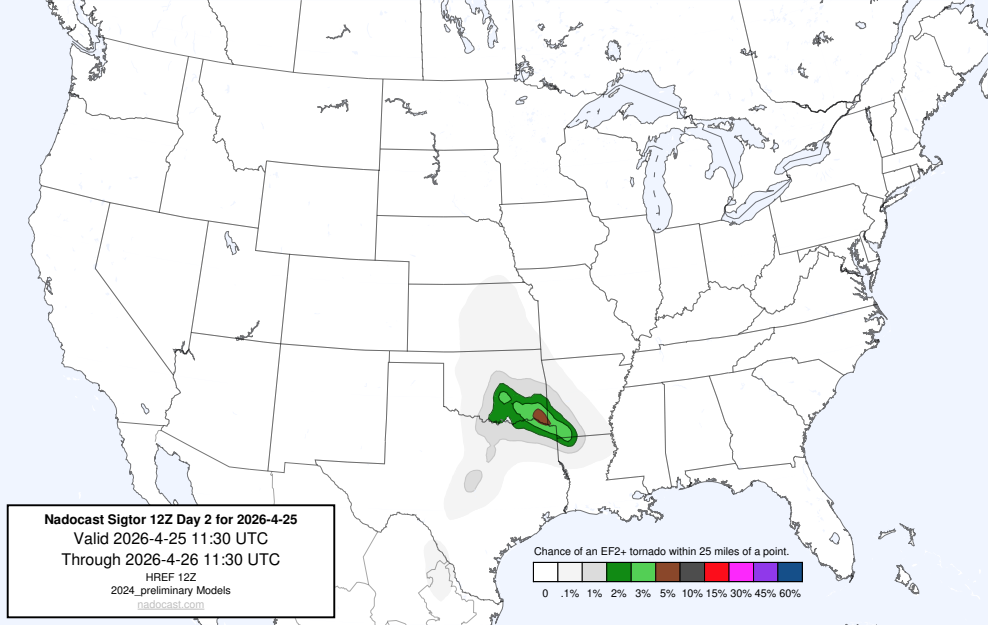 Nadocast Sigtor 12Z Day 2 for 2026-4-25
Valid 2026-4-25 11:30 UTC
Through 2026-4-26 11:30 UTC
HREF 12Z
2024_preliminary Models
nadocast.com
Chance of an EF2+ tornado within 25 miles of a point.
0 .1% 1% 2% 3% 5% 10% 15% 30% 45% 60%